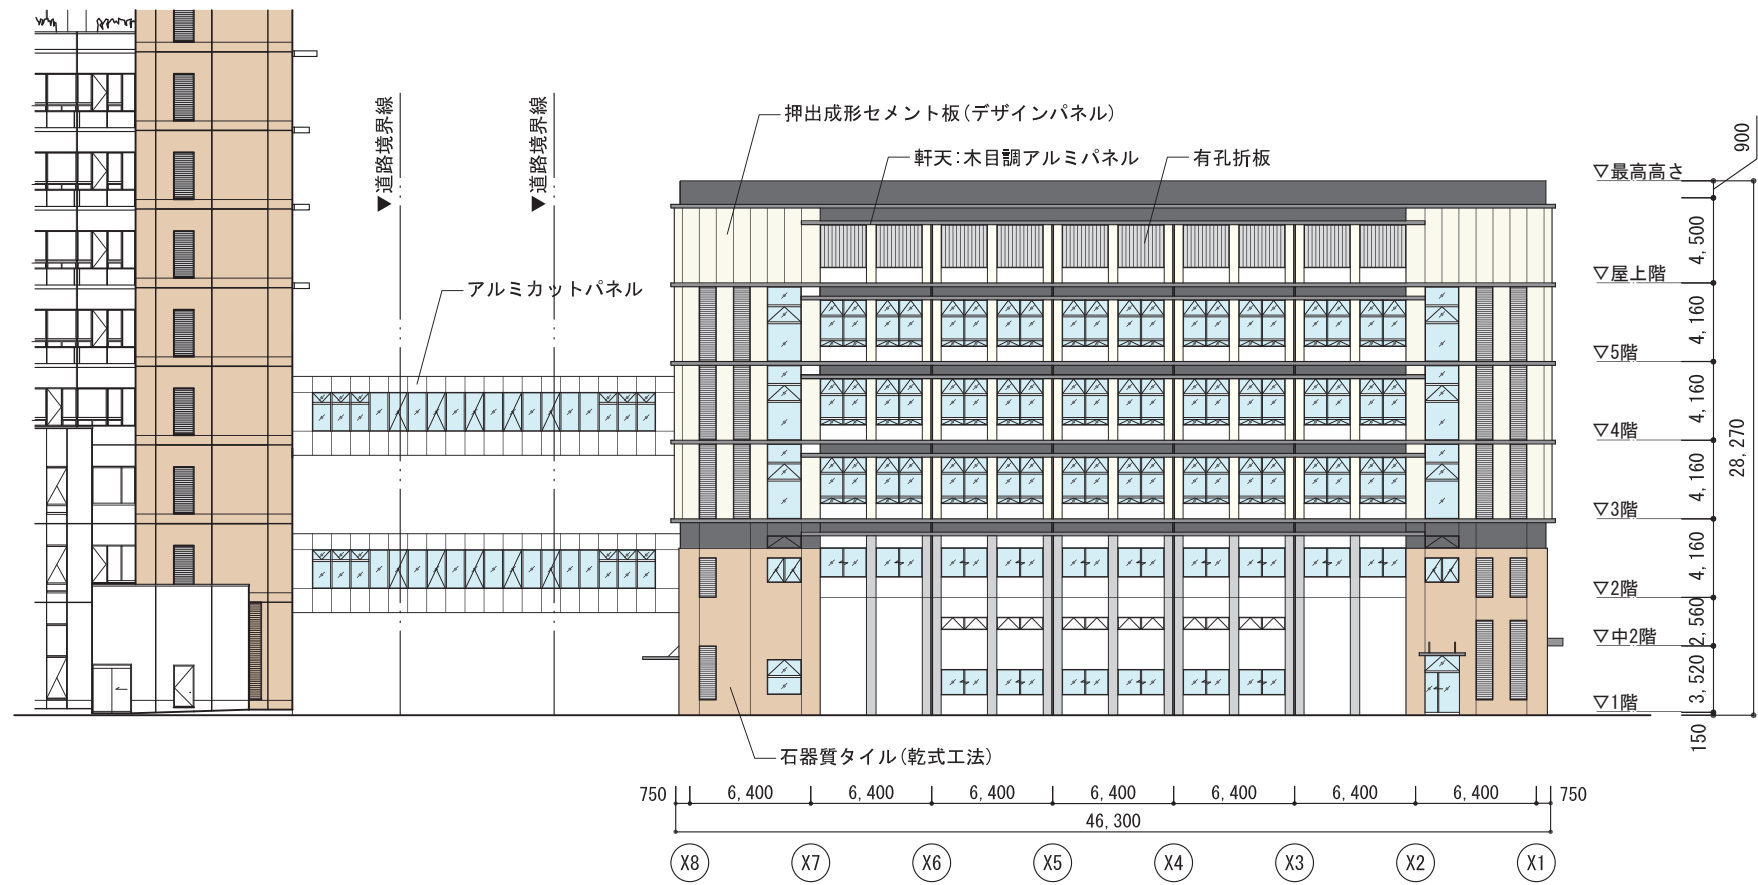 道路境界線
道路境界線
押出成形セメント板(デザインパネル)
軒天:木目調アルミパネル
有孔折板
アルミカットパネル
石器質タイル(乾式工法)
900
▽最高高さ
4,500
▽屋上階
4,160
▽5階
4,160
▽4階
4,160
▽3階
4,160
▽2階
2,560
▽中2階
3,520
▽1階
150
28,270
750 6,400 6,400 6,400 6,400 6,400 6,400 6,400 750
46,300
X8 X7 X6 X5 X4 X3 X2 X1